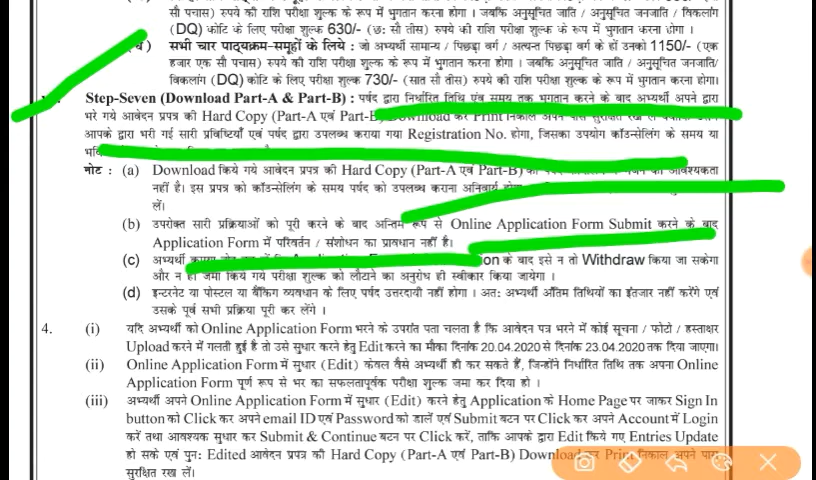 सौ पचास) रुपये की राशि परीक्षा शुल्क के रूप में भुगतान करना होगा । जबकि अनुसूचित जाति / अनुसूचित जनजाति / विकलांग
(DQ) कोटि के लिए परीक्षा शुल्क 630/- (छः सौ तीस) रुपये की राशि परीक्षा शुल्क के रूप में भुगतान करना होगा ।
सभी चार पाठ्यक्रम-समूहों के लिये : जो अभ्यर्थी सामान्य / पिछड़ा वर्ग / अत्यन्त पिछड़ा वर्ग के हों उनको 1150/- (एक
हजार एक सौ पचास) रुपये की राशि परीक्षा शुल्क के रूप में भुगतान करना होगा । जबकि अनुसूचित जाति / अनुसूचित जनजाति/
विकलांग (DQ) कोटि के लिए परीक्षा शुल्क 730/- (सात सौ तीस) रुपये की राशि परीक्षा शुल्क के रूप में भुगतान करना होगा।
Step-Seven (Download Part-A & Part-B) : पर्षद द्वारा निर्धारित तिथि एंव समय तक भुगतान करने के बाद अभ्यर्थी अपने द्वारा
भरे गये आवेदन प्रपत्र की Hard Copy (Part-A एवं Part-B) Download कर Print निकाल अपने पास सुरक्षित रख लें
आपके द्वारा भरी गई सारी प्रविष्टियाँ एवं पर्षद द्वारा उपलब्ध कराया गया Registration No. होगा, जिसका उपयोग कॉउन्सेलिंग के समय या
नोट : (a) Download किये गये आवेदन प्रपत्र की Hard Copy (Part-A एवं Part-B) आवश्यकता
नहीं है। इस प्रपत्र को कॉउन्सेलिंग के समय पर्षद को उपलब्ध कराना अनिवार्य
लें।
(b) उपरोक्त सारी प्रक्रियाओं को पूरी करने के बाद अन्तिम रूप से Online Application Form Submit करने के बाद
Application Form में परिवर्तन / संशोधन का प्रावधान नहीं है।
(c) अभ्यर्थी के बाद इसे न तो Withdraw किया जा सकेगा
और न ही जमा किये गये परीक्षा शुल्क को लौटाने का अनुरोध ही स्वीकार किया जायेगा ।
(d) इन्टरनेट या पोस्टल या बैंकिग व्यवधान के लिए पर्षद उत्तरदायी नहीं होगा । अतः अभ्यर्थी अंतिम तिथियों का इंतजार नहीं करेंगे एवं
उसके पूर्व सभी प्रक्रिया पूरी कर लेंगे ।
4. (i) यदि अभ्यर्थी को Online Application Form भरने के उपरांत पता चलता है कि आवेदन पत्र भरने में कोई सूचना / फोटो / हस्ताक्षर
Upload करने में गलती हुई है तो उसे सुधार करने हेतु Edit करने का मौका दिनांक 20.04.2020 से दिनांक 23.04.2020 तक दिया जाएगा।
(ii) Online Application Form में सुधार (Edit) केवल वैसे अभ्यर्थी ही कर सकते हैं, जिन्होंने निर्धारित तिथि तक अपना Online
Application Form पूर्ण रूप से भर का सफलतापूर्वक परीक्षा शुल्क जमा कर दिया हो ।
(iii) अभ्यर्थी अपने Online Application Form में सुधार (Edit) करने हेतु Application के Home Page पर जाकर Sign In
button को Click कर अपने email ID एवं Password को डालें एवं Submit बटन पर Click कर अपने Account में Login
करें तथा आवश्यक सुधार कर Submit & Continue बटन पर Click करें, ताकि आपके द्वारा Edit किये गए Entries Update
हो सके एवं पुनः Edited आवेदन प्रपत्र की Hard Copy (Part-A एवं Part-B) Download कर Print निकाल अपने पास
सुरक्षित रख लें।